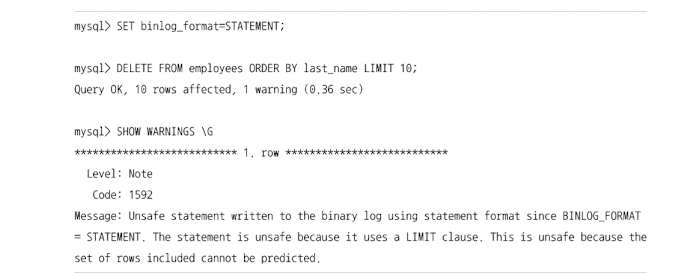 mysql> SET binlog_format=STATEMENT;
mysql> DELETE FROM employees ORDER BY last_name LIMIT 10;
Query OK, 10 rows affected, 1 warning (0.36 sec)
mysql> SHOW WARNINGS \G
*************************** 1. row ***************************
Level: Note
Code: 1592
Message: Unsafe statement written to the binary log using statement format since BINLOG_FORMAT
= STATEMENT. The statement is unsafe because it uses a LIMIT clause. This is unsafe because the
set of rows included cannot be predicted.